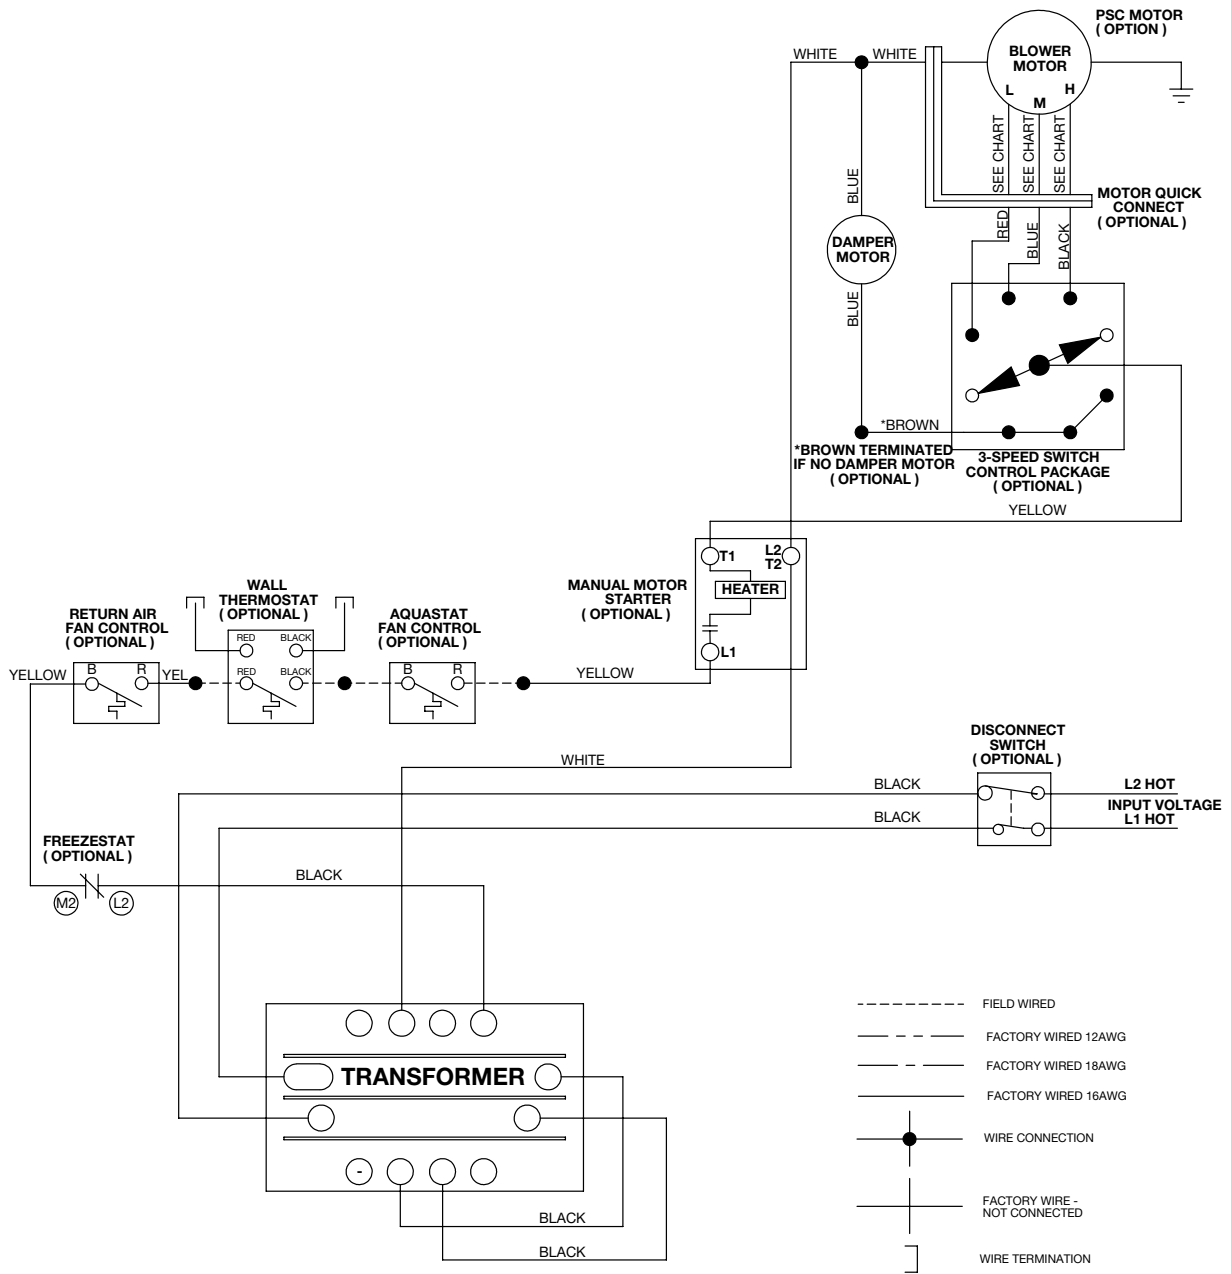 PSC MOTOR
( OPTION )
WHITE
WHITE
BLOWER
MOTOR
L
M
H
SEE CHART
SEE CHART
SEE CHART
MOTOR QUICK
CONNECT
( OPTIONAL )
BLUE
RED
BLUE
BLACK
DAMPER
MOTOR
BLUE
*BROWN
*BROWN TERMINATED
IF NO DAMPER MOTOR
( OPTIONAL )
3-SPEED SWITCH
CONTROL PACKAGE
( OPTIONAL )
YELLOW
MANUAL MOTOR
STARTER
( OPTIONAL )
T1
L2
T2
HEATER
L1
RETURN AIR
FAN CONTROL
( OPTIONAL )
WALL
THERMOSTAT
( OPTIONAL )
AQUASTAT
FAN CONTROL
( OPTIONAL )
RED
BLACK
YELLOW
B
R
YEL
RED
BLACK
B
R
YELLOW
WHITE
DISCONNECT
SWITCH
( OPTIONAL )
BLACK
L2 HOT
INPUT VOLTAGE
BLACK
L1 HOT
FREEZESTAT
( OPTIONAL )
BLACK
M2
L2
TRANSFORMER
-
BLACK
BLACK
FIELD WIRED
FACTORY WIRED 12AWG
FACTORY WIRED 18AWG
FACTORY WIRED 16AWG
WIRE CONNECTION
FACTORY WIRE -
NOT CONNECTED
WIRE TERMINATION